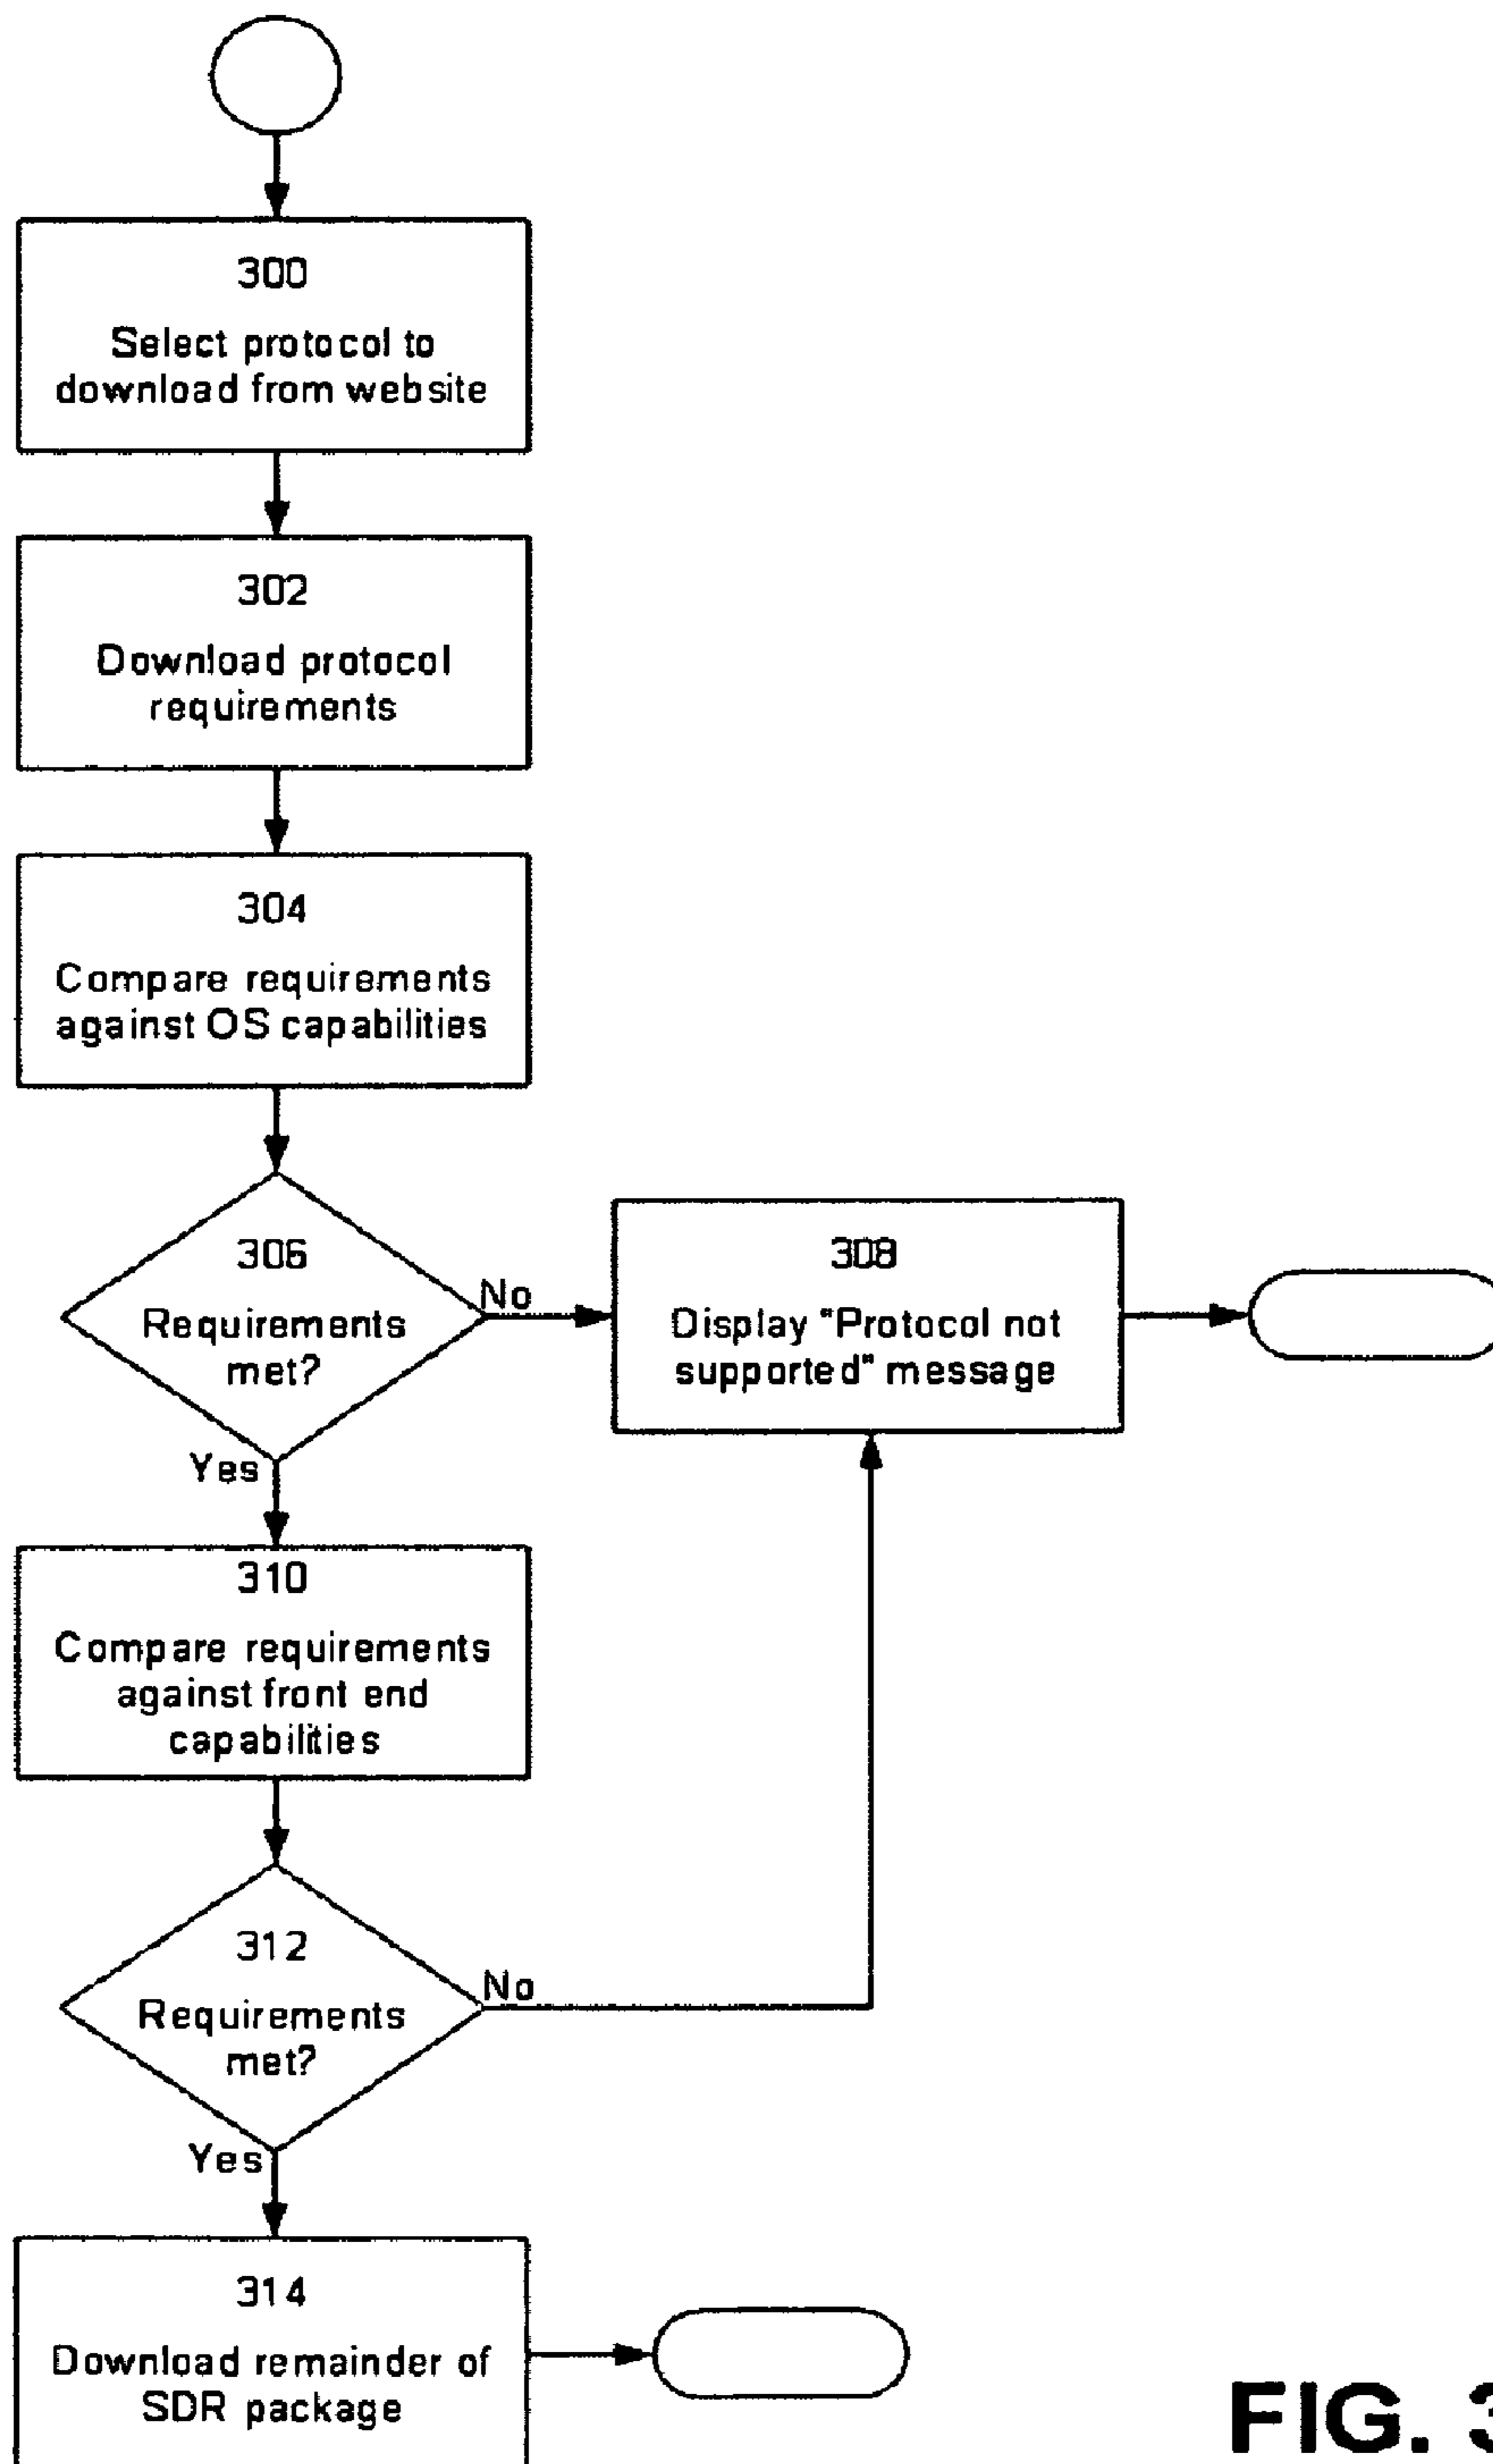 300
Select protocol to
download from website
302
Download protocol
requirements
304
Compare requirements
against OS capabilities
306
Requirements
met?
No
Yes
308
Display "Protocol not
supported" message
310
Compare requirements
against front end
capabilities
312
Requirements
met?
No
Yes
314
Download remainder of
SDR package
FIG. 3